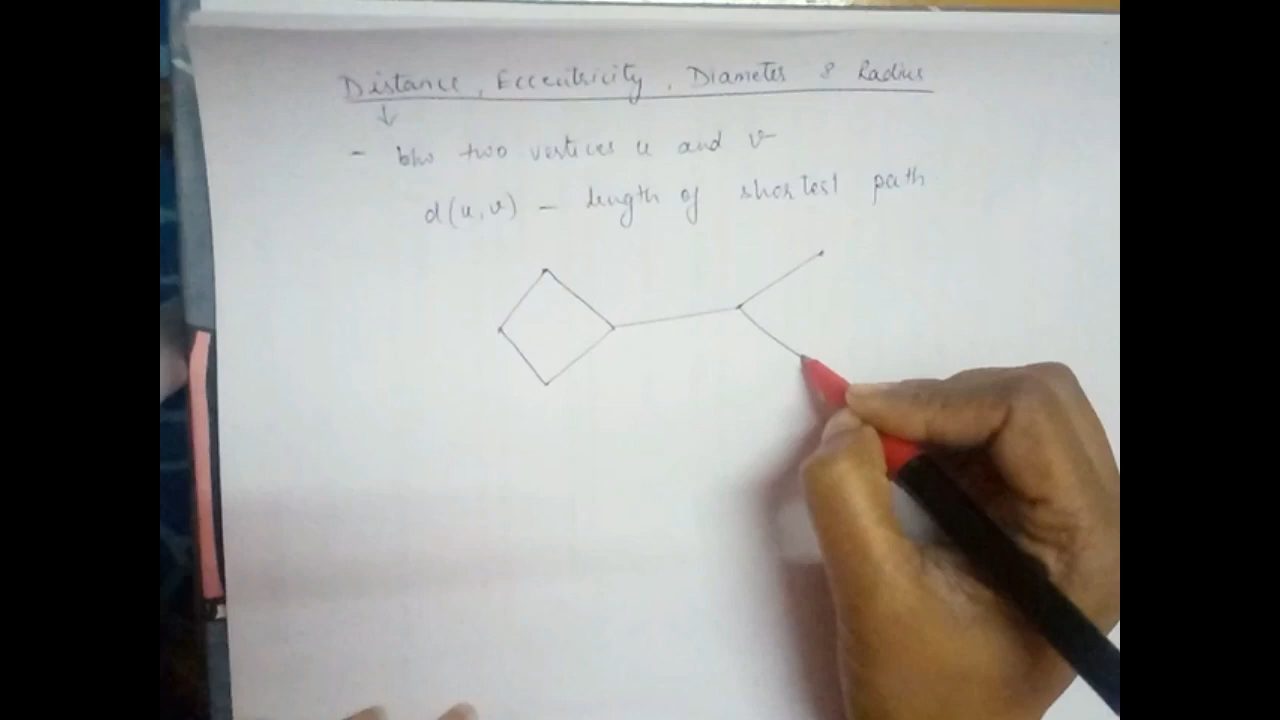 Distance, Eccentricity, Diameter & Radius
- b/w two vertices u and v
d(u,v) - length of shortest path